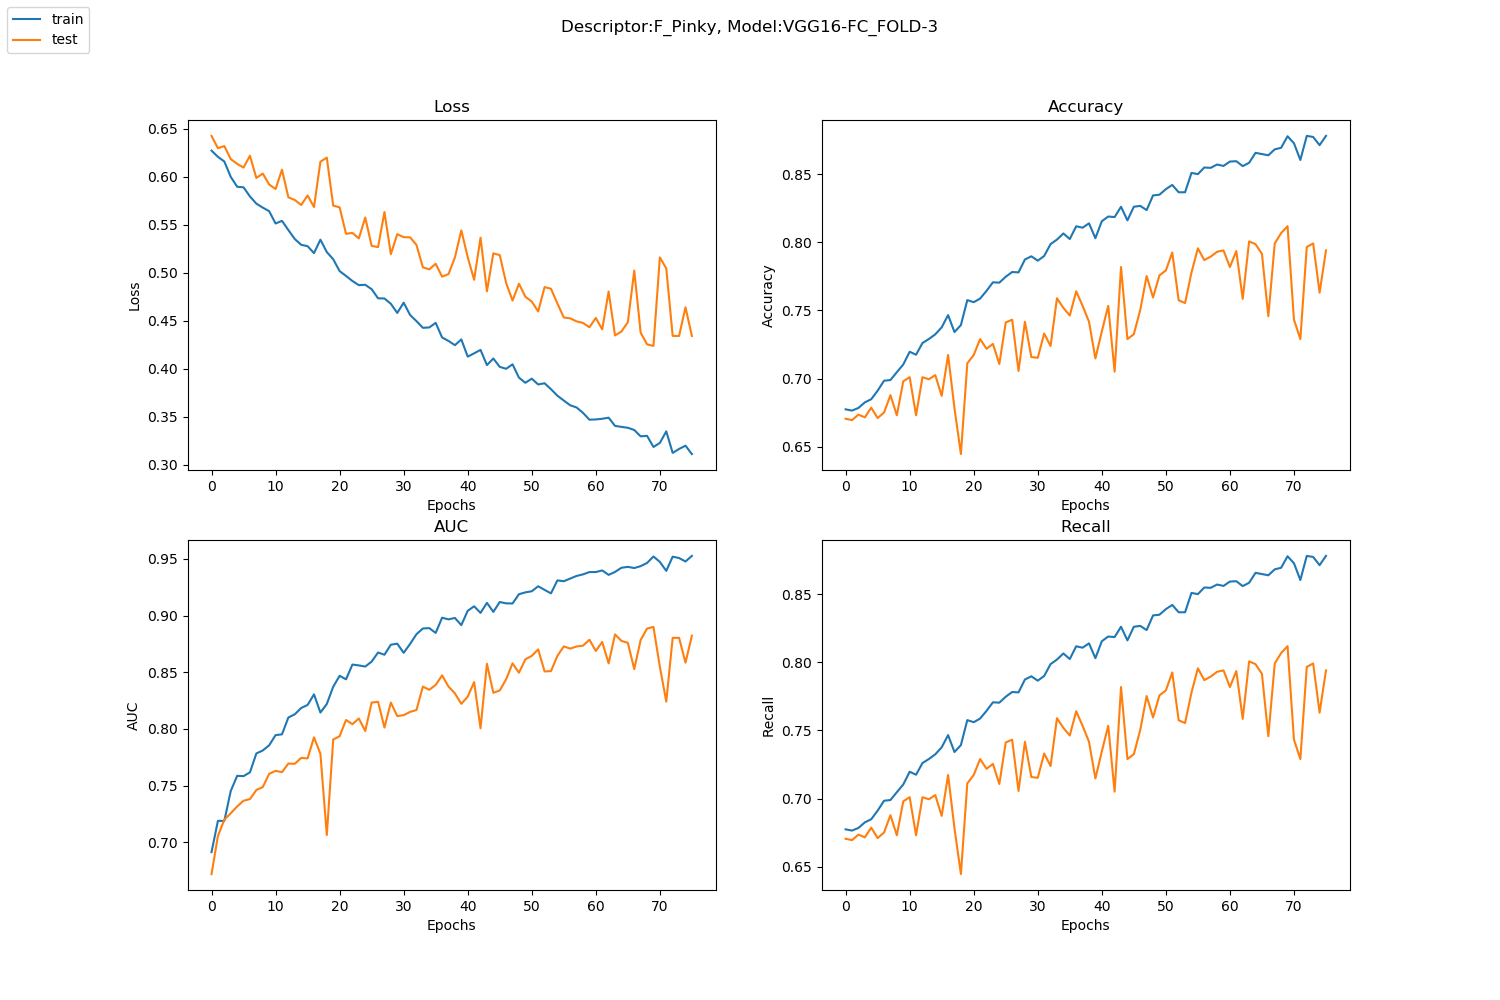 train
test
Descriptor:F_Pinky, Model:VGG16-FC_FOLD-3
Loss
0.65
0.60
0.55
0.50
0.45
0.40
0.35
0.30
Loss
0 10 20 30 40 50 60 70
Epochs
Accuracy
0.85
0.80
0.75
0.70
0.65
Accuracy
0 10 20 30 40 50 60 70
Epochs
AUC
0.95
0.90
0.85
0.80
0.75
0.70
AUC
0 10 20 30 40 50 60 70
Epochs
Recall
0.85
0.80
0.75
0.70
0.65
Recall
0 10 20 30 40 50 60 70
Epochs